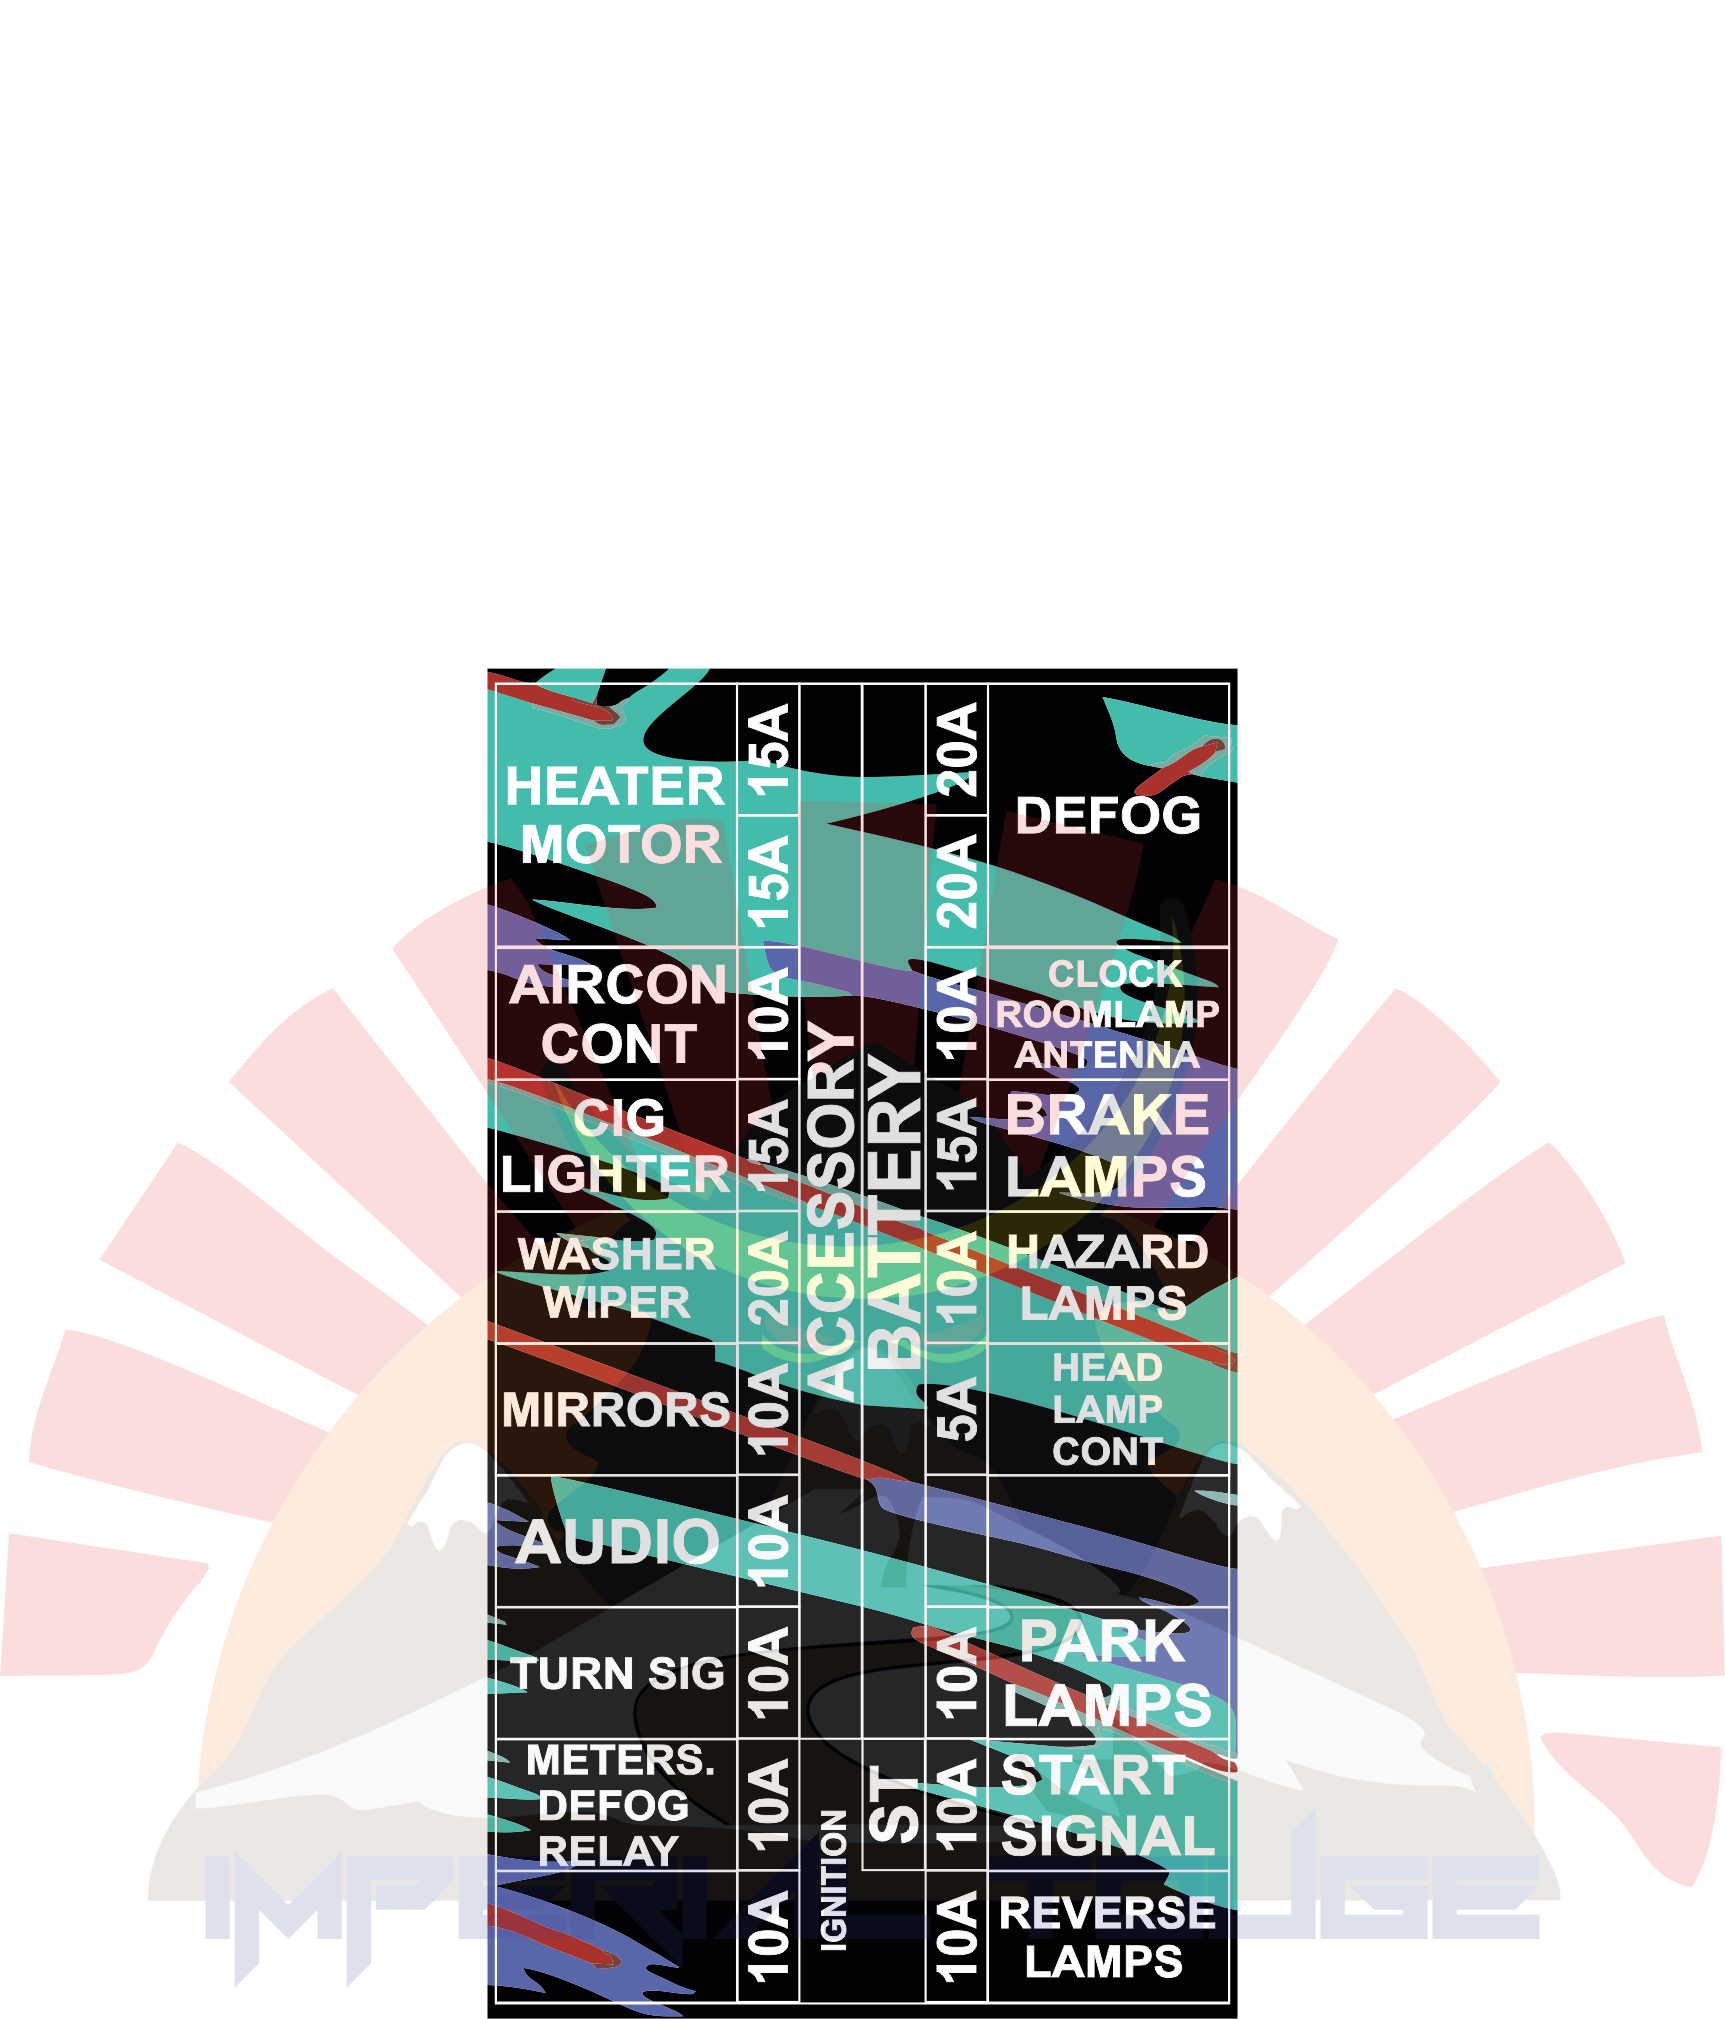 HEATER
MOTOR
15A
15A
20A
20A
DEFOG
AIRCON
CONT
10A
10A
CLOCK
ROOMLAMP
ANTENNA
CIG
LIGHTER
15A
ACCESSORY
BATTERY
15A
BRAKE
LAMPS
WASHER
WIPER
20A
10A
HAZARD
LAMPS
MIRRORS
10A
5A
HEAD
LAMP
CONT
AUDIO
10A
TURN SIG
10A
10A
PARK
LAMPS
METERS.
DEFOG
RELAY
10A
IGNITION
ST
10A
START
SIGNAL
10A
10A
REVERSE
LAMPS
IMPERIAL TOUGE